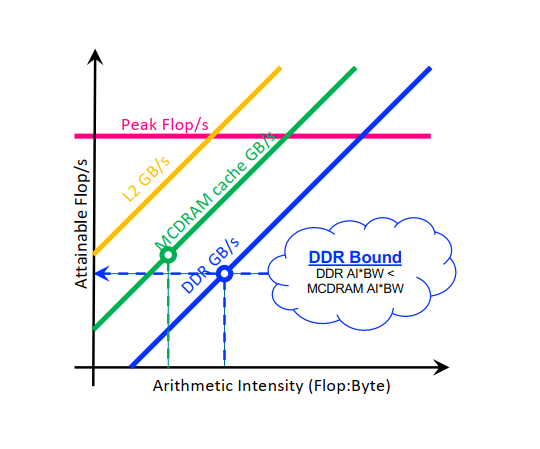 Peak Flop/s
L2 GB/s
MCDRAM cache GB/s
DDR GB/s
Attainable Flop/s
DDR Bound
DDR AI*BW <
MCDRAM AI*BW
Arithmetic Intensity (Flop:Byte)